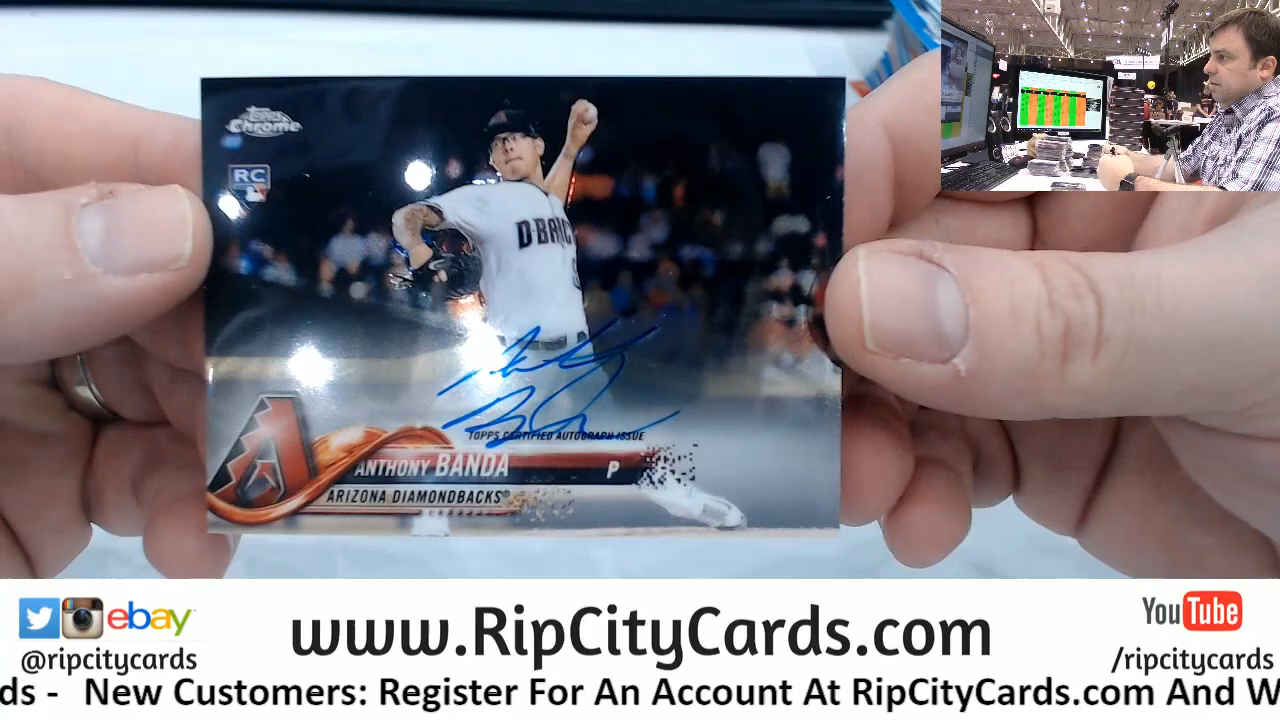 Topps
Chrome
RC
D-BAC
TOPPS CERTIFIED AUTOGRAPH ISSUE
ANTHONY BANDA P
ARIZONA DIAMONDBACKS®
ebay
www.RipCityCards.com
YouTube
@ripcitycards
/ripcitycards
ds - New Customers: Register For An Account At RipCityCards.com And W